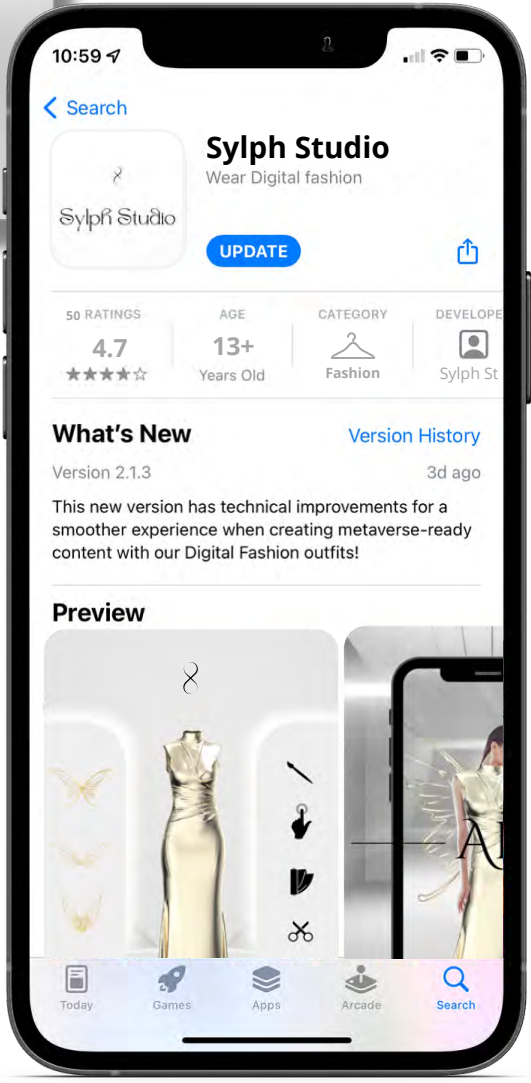 10:59
Search
Sylph Studio
Sylph Studio
Wear Digital fashion
UPDATE
50 RATINGS
4.7
AGE
13+
Years Old
CATEGORY
Fashion
DEVELOPE
Sylph St
What's New
Version History
Version 2.1.3
3d ago
This new version has technical improvements for a
smoother experience when creating metaverse-ready
content with our Digital Fashion outfits!
Preview
Today
Games
Apps
Arcade
Search